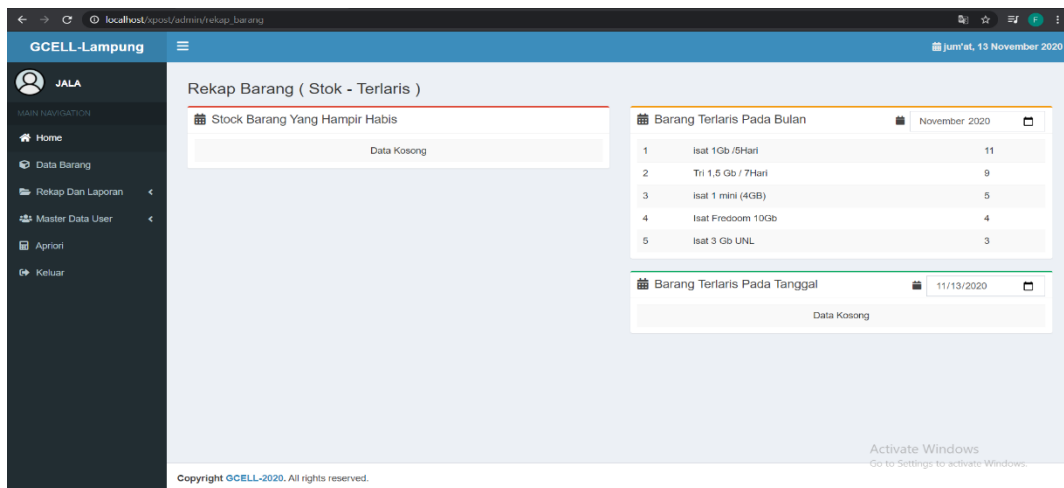 localhost/xpost/admin/rekap_barang
GCELL-Lampung
jum'at, 13 November 2020
JALA
MAIN NAVIGATION
Home
Data Barang
Rekap Dan Laporan
Master Data User
Apriori
Keluar
Rekap Barang ( Stok - Terlaris )
Stock Barang Yang Hampir Habis
Data Kosong
Barang Terlaris Pada Bulan November 2020
1 isat 1Gb /5Hari 11
2 Tri 1,5 Gb / 7Hari 9
3 isat 1 mini (4GB) 5
4 Isat Fredoom 10Gb 4
5 Isat 3 Gb UNL 3
Barang Terlaris Pada Tanggal 11/13/2020
Data Kosong
Activate Windows
Go to Settings to activate Windows.
Copyright GCELL-2020. All rights reserved.
F